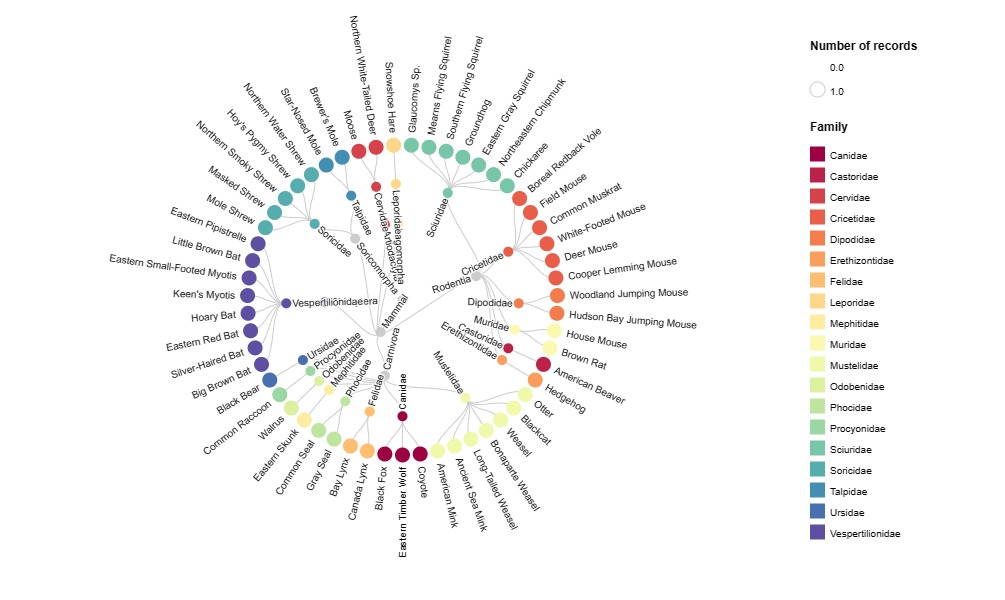 Northern White-Tailed Deer
Snowshoe Hare
Glaucomys Sp.
Mearns Flying Squirrel
Southern Flying Squirrel
Groundhog
Eastern Gray Squirrel
Northeastern Chipmunk
Chickaree
Boreal Redback Vole
Field Mouse
Common Muskrat
White-Footed Mouse
Deer Mouse
Cooper Lemming Mouse
Woodland Jumping Mouse
Hudson Bay Jumping Mouse
House Mouse
Brown Rat
American Beaver
Hedgehog
Otter
Blackcat
Weasel
Bonaparte Weasel
Long-Tailed Weasel
Ancient Sea Mink
American Mink
Coyote
Eastern Timber Wolf
Black Fox
Canada Lynx
Bay Lynx
Gray Seal
Common Seal
Eastern Skunk
Walrus
Common Raccoon
Black Bear
Big Brown Bat
Silver-Haired Bat
Eastern Red Bat
Hoary Bat
Keen's Myotis
Eastern Small-Footed Myotis
Little Brown Bat
Eastern Pipistrelle
Mole Shrew
Masked Shrew
Northern Smoky Shrew
Hoy's Pygmy Shrew
Northern Water Shrew
Star-Nosed Mole
Brewer's Mole
Moose
Sciuridae
Cricetidae
Rodentia
Dipodidae
Muridae
Castoridae
Erethizontidae
Mustelidae
Canidae
Felidae
Phocidae
Mephitidae
Odobenidae
Procyonidae
Ursidae
Carnivora
Mammal
Vespertilionidae
Soricidae
Talpidae
Soricomorpha
Cervidae
Artiodactyla
Leporidae
Number of records
0.0
1.0
Family
Canidae
Castoridae
Cervidae
Cricetidae
Dipodidae
Erethizontidae
Felidae
Leporidae
Mephitidae
Muridae
Mustelidae
Odobenidae
Phocidae
Procyonidae
Sciuridae
Soricidae
Talpidae
Ursidae
Vespertilionidae